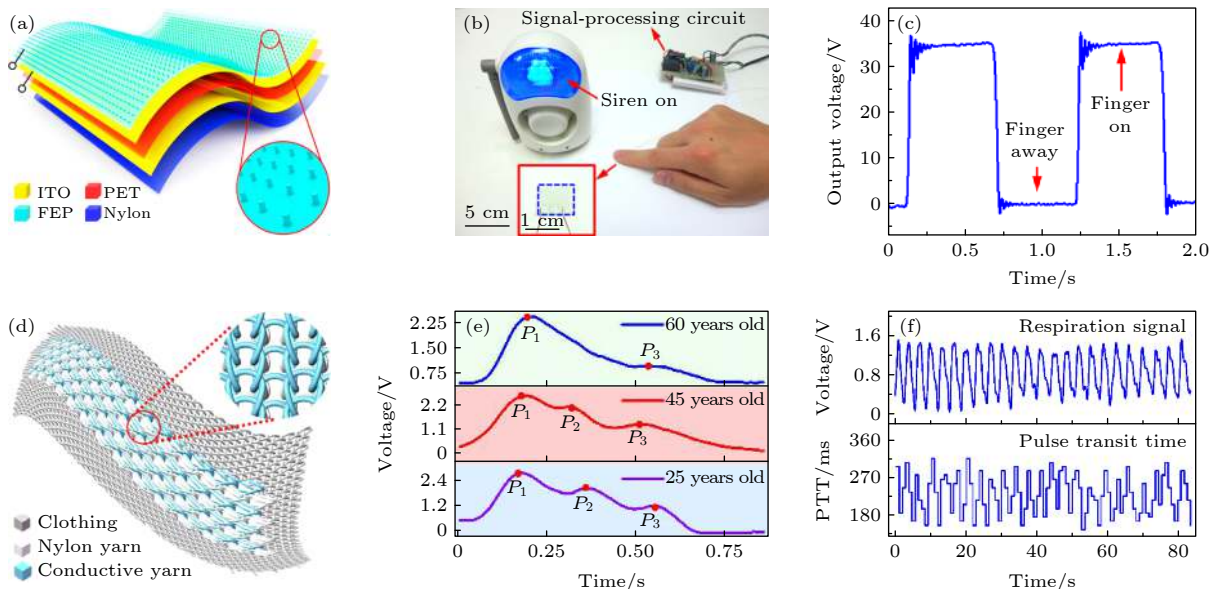 (a)
ITO
PET
FEP
Nylon
(b)
Signal-processing circuit
Siren on
5 cm
1 cm
(c)
Output voltage/V
40
30
20
10
0
Finger
away
Finger
on
0
0.5
1.0
1.5
2.0
Time/s
(d)
Clothing
Nylon yarn
Conductive yarn
(e)
Voltage/V
2.25
1.50
0.75
60 years old
P1
P3
2.2
1.1
0
45 years old
P1
P2
P3
2.4
1.2
0
25 years old
P1
P2
P3
0
0.25
0.50
0.75
Time/s
(f)
Respiration signal
Voltage/V
1.6
0.8
0
Pulse transit time
PTT/ms
360
270
180
0
20
40
60
80
Time/s